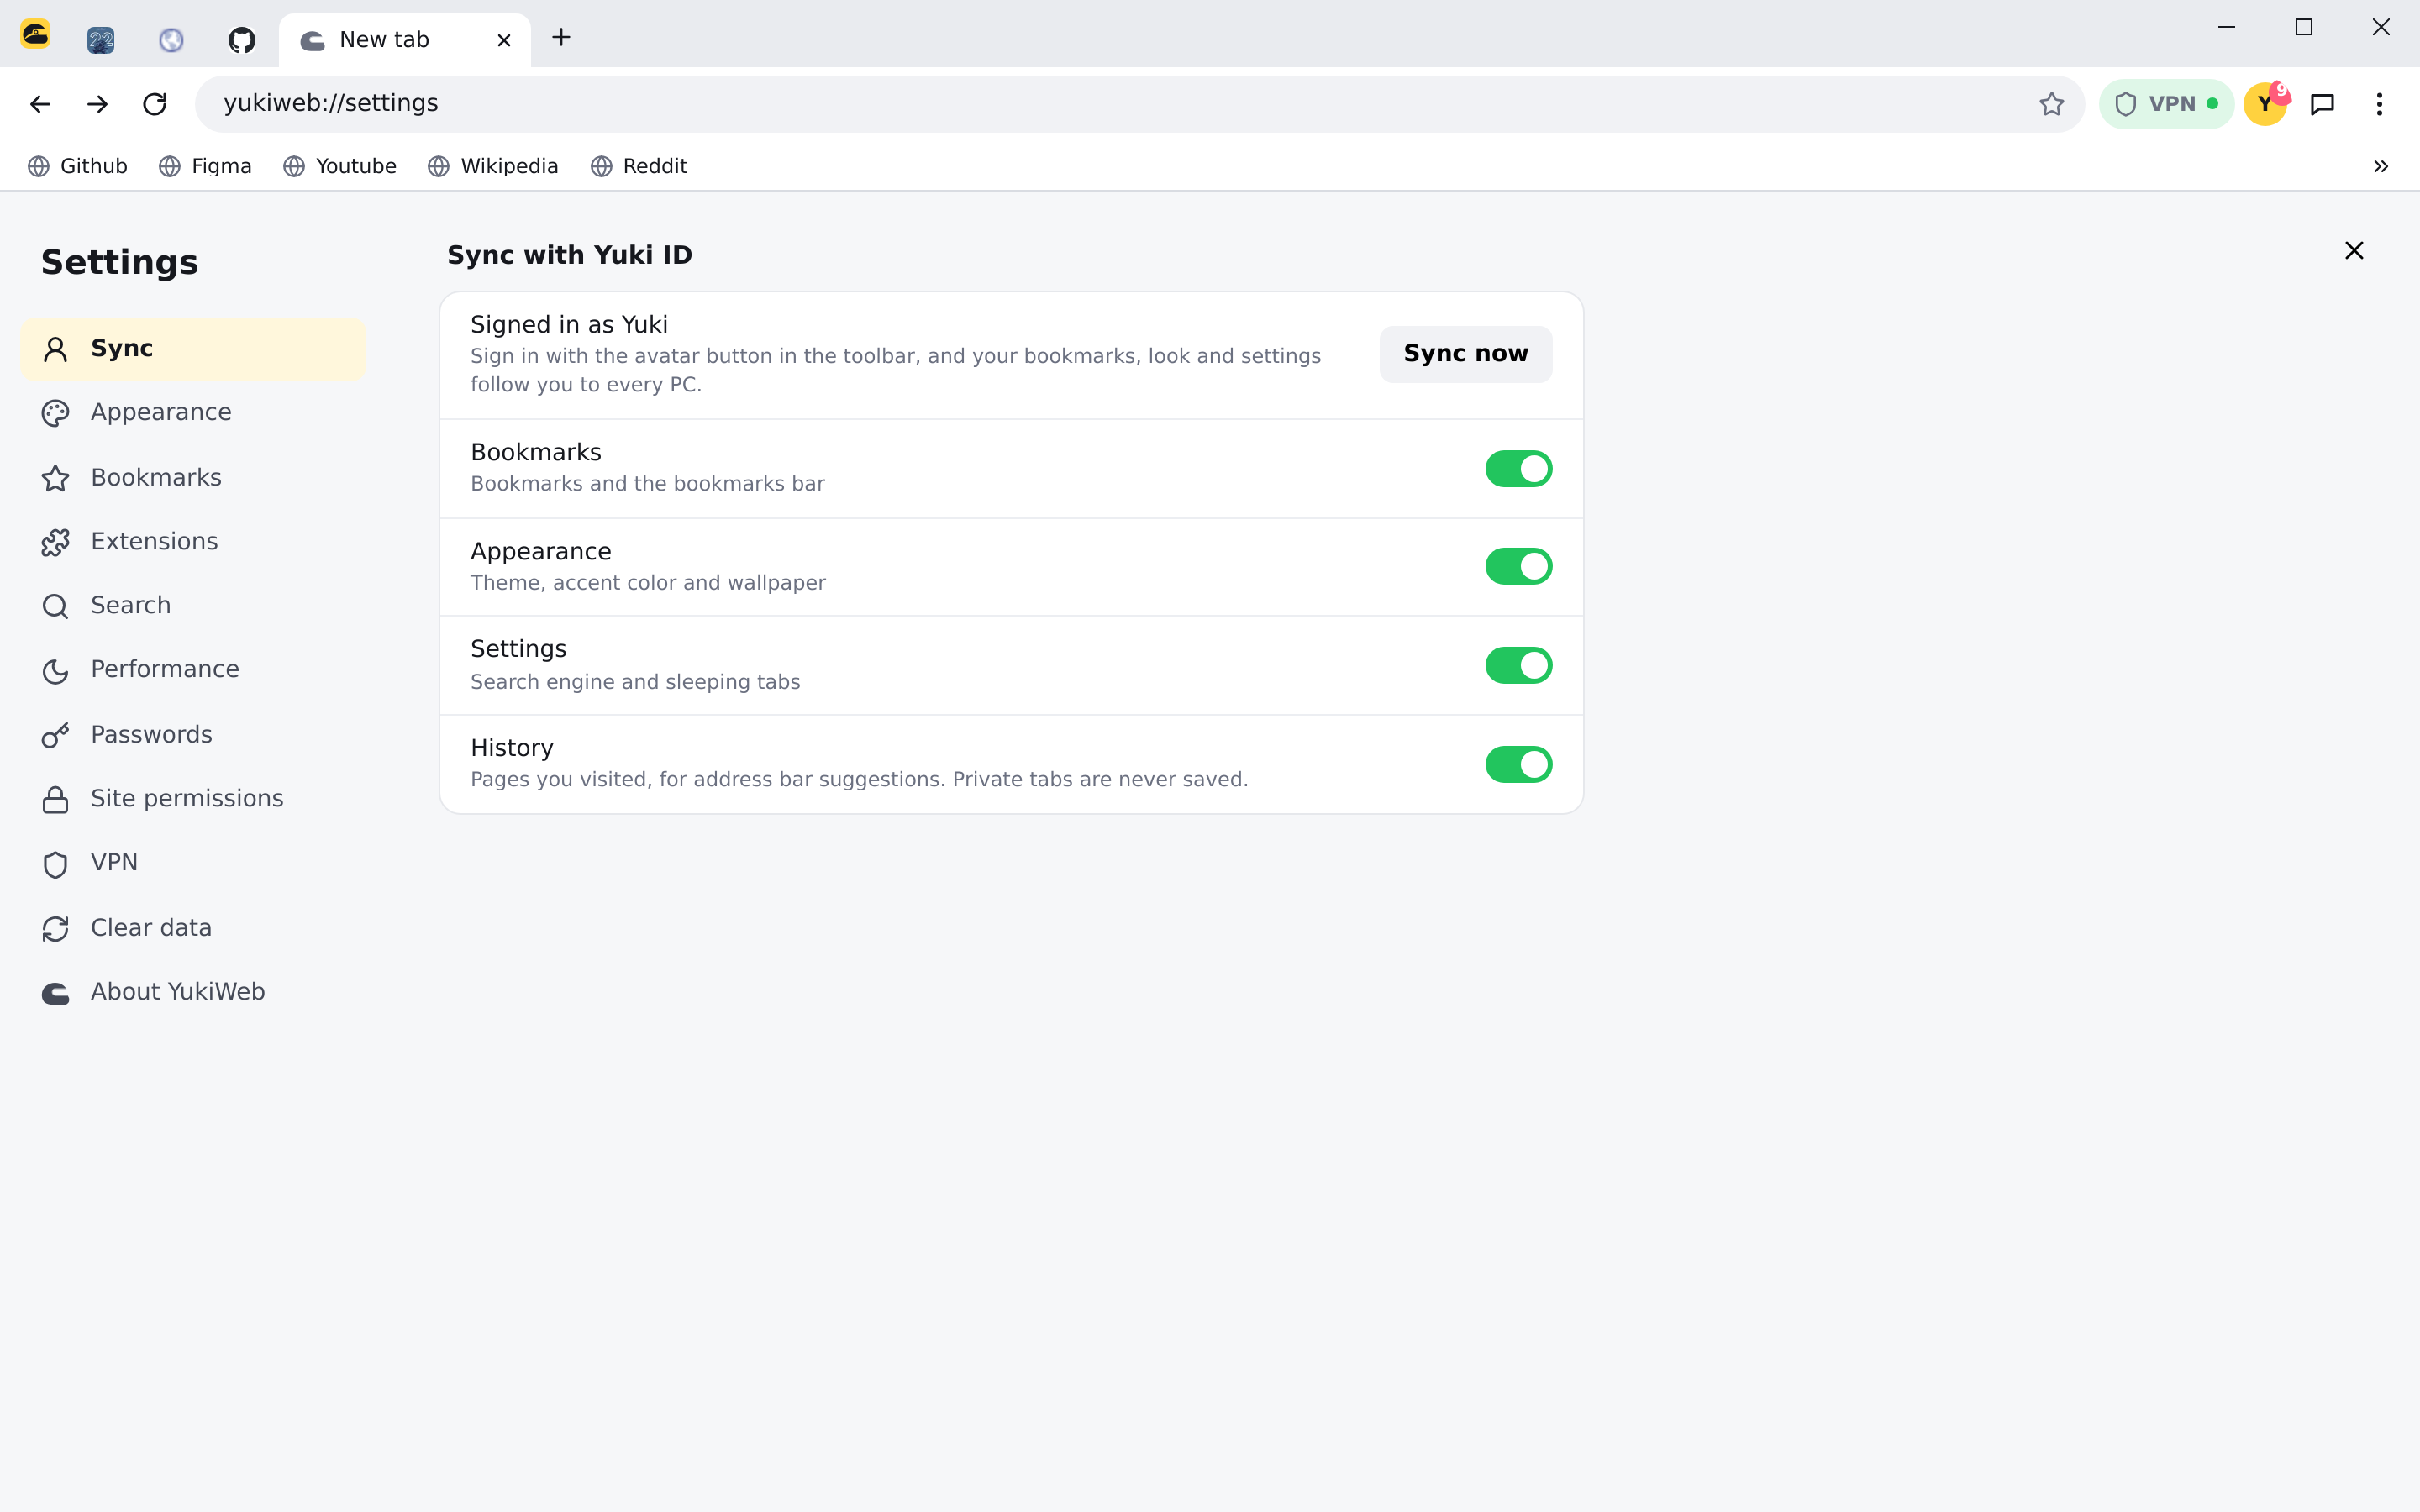 22
New tab
yukiweb://settings
VPN
Y
9
Github
Figma
Youtube
Wikipedia
Reddit
Settings
Sync
Appearance
Bookmarks
Extensions
Search
Performance
Passwords
Site permissions
VPN
Clear data
About YukiWeb
Sync with Yuki ID
Signed in as Yuki
Sign in with the avatar button in the toolbar, and your bookmarks, look and settings
follow you to every PC.
Sync now
Bookmarks
Bookmarks and the bookmarks bar
Appearance
Theme, accent color and wallpaper
Settings
Search engine and sleeping tabs
History
Pages you visited, for address bar suggestions. Private tabs are never saved.